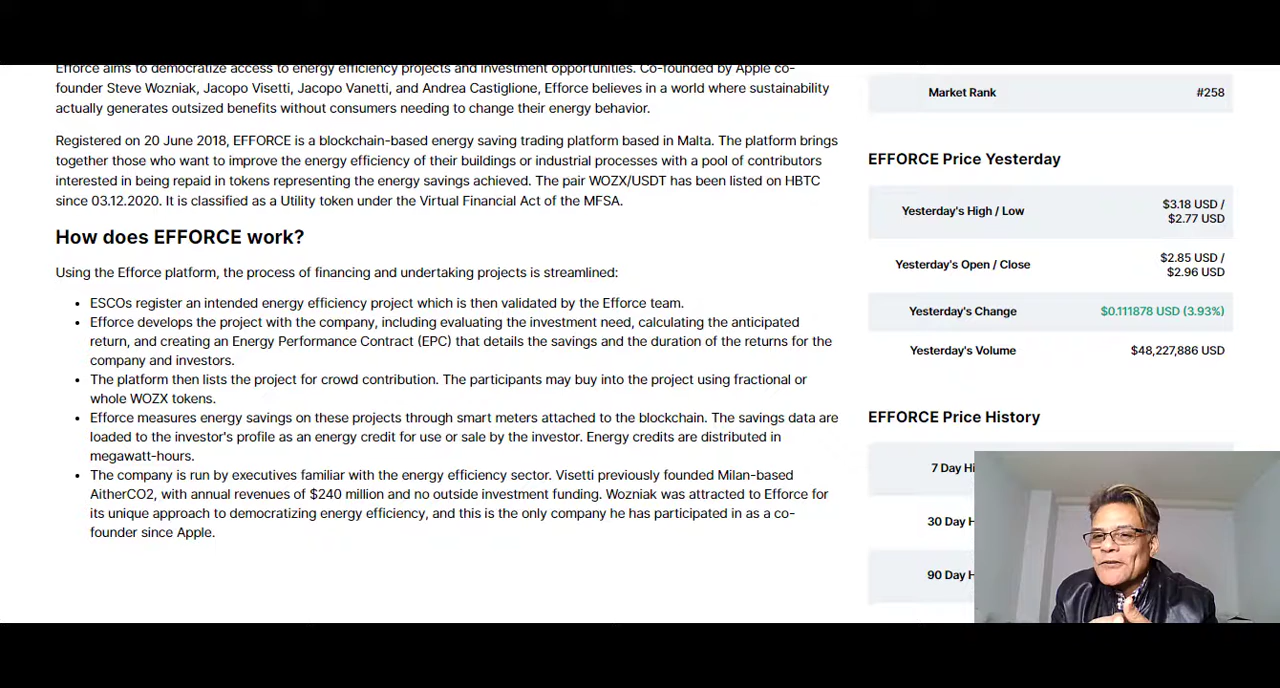 Efforce aims to democratize access to energy efficiency projects and investment opportunities. Co-founded by Apple co-
founder Steve Wozniak, Jacopo Visetti, Jacopo Vanetti, and Andrea Castiglione, Efforce believes in a world where sustainability
actually generates outsized benefits without consumers needing to change their energy behavior.
Registered on 20 June 2018, EFFORCE is a blockchain-based energy saving trading platform based in Malta. The platform brings
together those who want to improve the energy efficiency of their buildings or industrial processes with a pool of contributors
interested in being repaid in tokens representing the energy savings achieved. The pair WOZX/USDT has been listed on HBTC
since 03.12.2020. It is classified as a Utility token under the Virtual Financial Act of the MFSA.
How does EFFORCE work?
Using the Efforce platform, the process of financing and undertaking projects is streamlined:
• ESCOs register an intended energy efficiency project which is then validated by the Efforce team.
• Efforce develops the project with the company, including evaluating the investment need, calculating the anticipated
return, and creating an Energy Performance Contract (EPC) that details the savings and the duration of the returns for the
company and investors.
• The platform then lists the project for crowd contribution. The participants may buy into the project using fractional or
whole WOZX tokens.
• Efforce measures energy savings on these projects through smart meters attached to the blockchain. The savings data are
loaded to the investor's profile as an energy credit for use or sale by the investor. Energy credits are distributed in
megawatt-hours.
• The company is run by executives familiar with the energy efficiency sector. Visetti previously founded Milan-based
AitherCO2, with annual revenues of $240 million and no outside investment funding. Wozniak was attracted to Efforce for
its unique approach to democratizing energy efficiency, and this is the only company he has participated in as a co-
founder since Apple.
Market Rank #258
EFFORCE Price Yesterday
Yesterday's High / Low $3.18 USD /
$2.77 USD
Yesterday's Open / Close $2.85 USD /
$2.96 USD
Yesterday's Change $0.111878 USD (3.93%)
Yesterday's Volume $48,227,886 USD
EFFORCE Price History
7 Day Hi
30 Day H
90 Day H